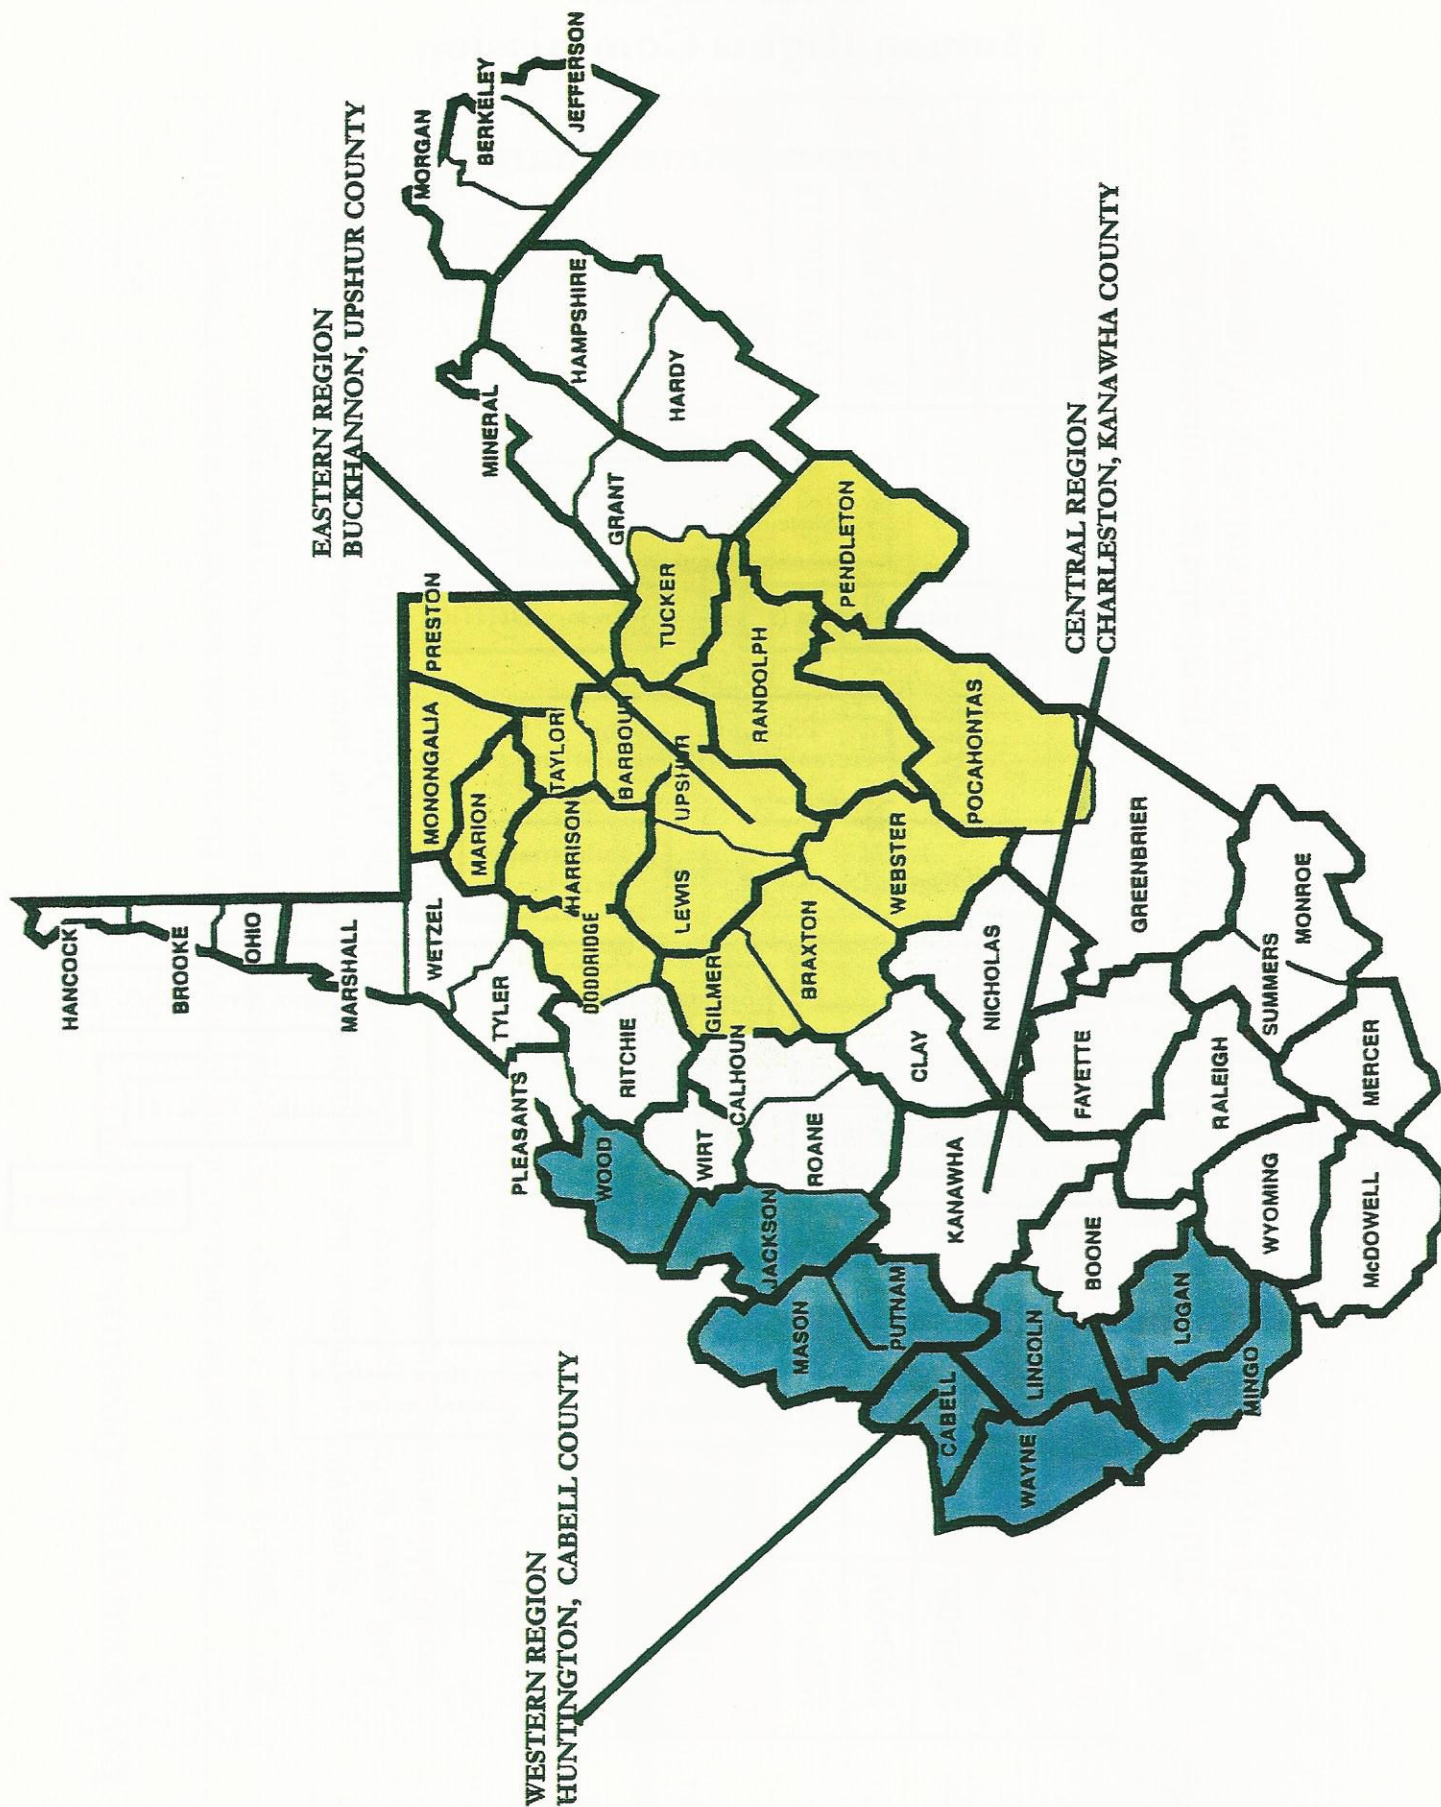 EASTERN REGION
BUCKHANNON, UPSHUR COUNTY
WESTERN REGION
HUNTINGTON, CABELL COUNTY
CENTRAL REGION
CHARLESTON, KANAWHA COUNTY
HANCOCK
BROOKE
OHIO
MARSHALL
WETZEL
TYLER
PLEASANTS
MONONGALIA
PRESTON
MARION
TAYLOR
HARRISON
DODDRIDGE
RITCHIE
WOOD
WIRT
CALHOUN
GILMER
LEWIS
BARBOUR
UPSHUR
TUCKER
RANDOLPH
GRANT
MINERAL
HAMPSHIRE
HARDY
MORGAN
BERKELEY
JEFFERSON
PENDLETON
POCAHONTAS
WEBSTER
BRAXTON
JACKSON
ROANE
MASON
PUTNAM
KANAWHA
CLAY
NICHOLAS
GREENBRIER
CABELL
LINCOLN
WAYNE
BOONE
LOGAN
MINGO
FAYETTE
RALEIGH
SUMMERS
MONROE
WYOMING
MERCER
McDOWELL